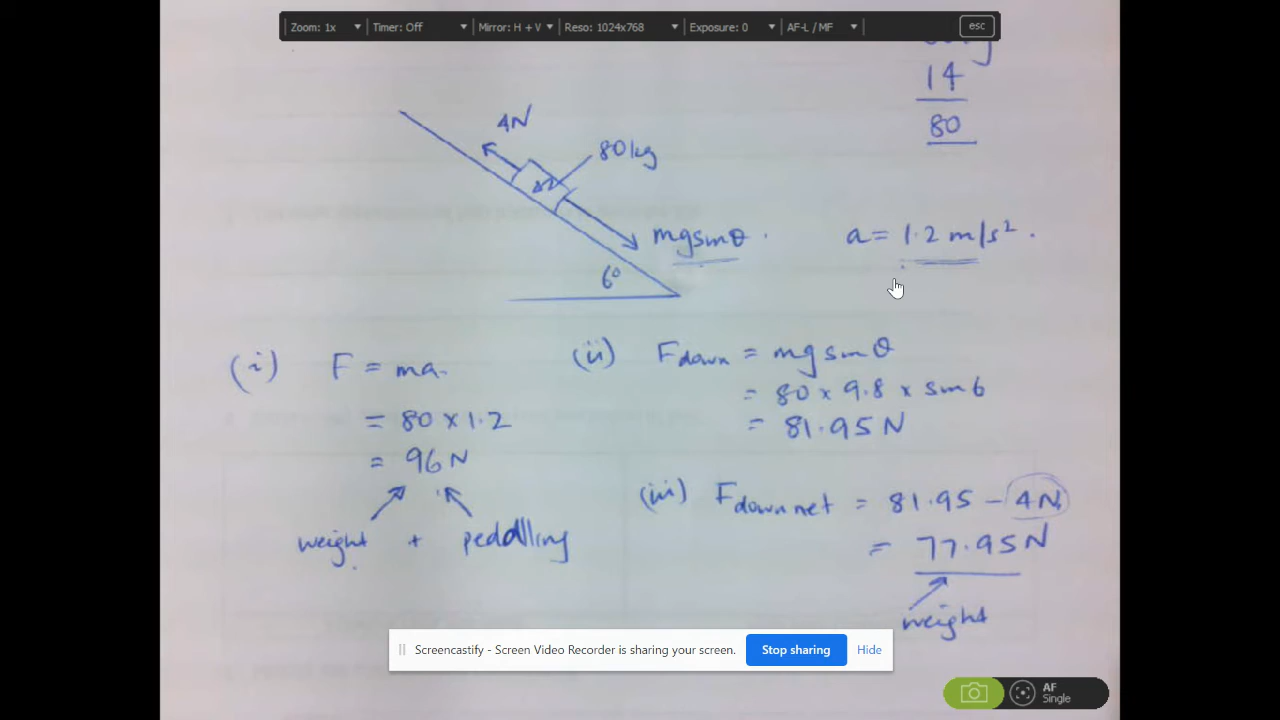 Zoom: 1x Timer: Off Mirror: H + V Reso: 1024x768 Exposure: 0 AF-L / MF esc
14
80
4N
80kg
mgsinθ.
a = 1.2 m/s².
6°
(i) F = ma.
= 80 x 1.2
= 96 N
weight + peddlling
(ii) Fdown = mg sin θ
= 80 x 9.8 x sin 6
= 81.95 N
(iii) Fdown net = 81.95 - 4N.
= 77.95 N
weight
Screencastify - Screen Video Recorder is sharing your screen. Stop sharing Hide
AF
Single